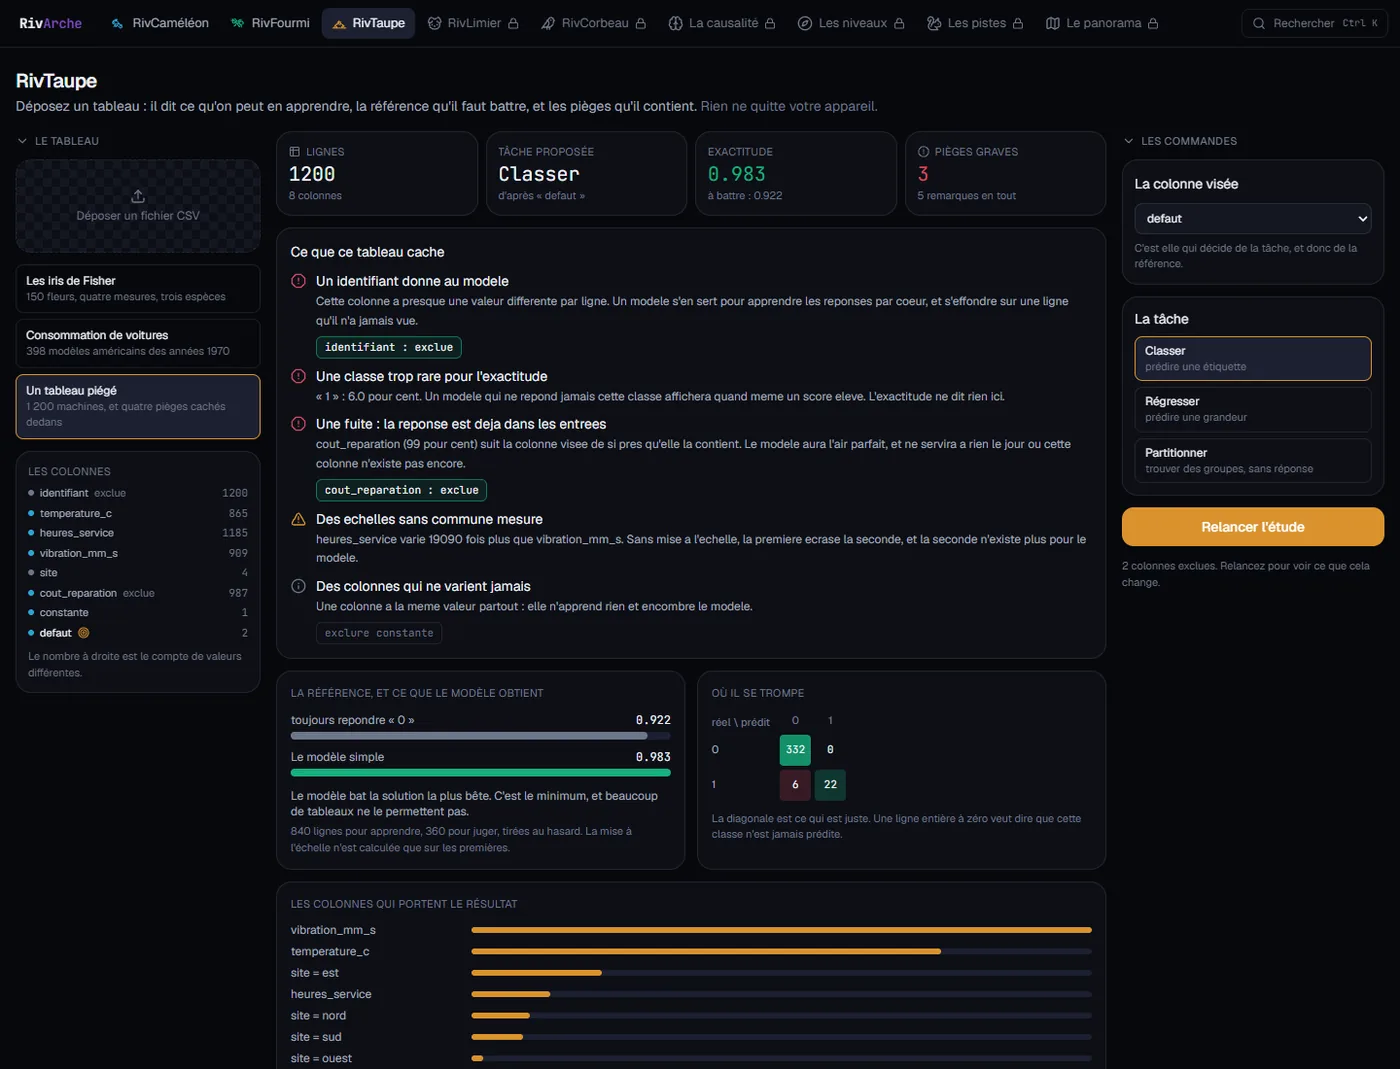 RivArche RivCaméléon RivFourmi RivTaupe RivLimier RivCorbeau La causalité Les niveaux Les pistes Le panorama Rechercher Ctrl K
RivTaupe
Déposez un tableau : il dit ce qu'on peut en apprendre, la référence qu'il faut battre, et les pièges qu'il contient. Rien ne quitte votre appareil.
LE TABLEAU
Déposer un fichier CSV
Les iris de Fisher
150 fleurs, quatre mesures, trois espèces
Consommation de voitures
398 modèles américains des années 1970
Un tableau piégé
1 200 machines, et quatre pièges cachés
dedans
LES COLONNES
identifiant exclue 1200
temperature_c 865
heures_service 1185
vibration_mm_s 909
site 4
cout_reparation exclue 987
constante 1
defaut 2
Le nombre à droite est le compte de valeurs
différentes.
LIGNES
1200
8 colonnes
TÂCHE PROPOSÉE
Classer
d'après « defaut »
EXACTITUDE
0.983
à battre : 0.922
PIÈGES GRAVES
3
5 remarques en tout
Ce que ce tableau cache
Un identifiant donne au modele
Cette colonne a presque une valeur differente par ligne. Un modele s'en sert pour apprendre les reponses par coeur, et s'effondre sur une ligne
qu'il n'a jamais vue.
identifiant : exclue
Une classe trop rare pour l'exactitude
« 1 » : 6.0 pour cent. Un modele qui ne repond jamais cette classe affichera quand meme un score eleve. L'exactitude ne dit rien ici.
Une fuite : la reponse est deja dans les entrees
cout_reparation (99 pour cent) suit la colonne visee de si pres qu'elle la contient. Le modele aura l'air parfait, et ne servira a rien le jour ou cette
colonne n'existe pas encore.
cout_reparation : exclue
Des echelles sans commune mesure
heures_service varie 19090 fois plus que vibration_mm_s. Sans mise a l'echelle, la premiere ecrase la seconde, et la seconde n'existe plus pour le
modele.
Des colonnes qui ne varient jamais
Une colonne a la meme valeur partout : elle n'apprend rien et encombre le modele.
exclure constante
LA RÉFÉRENCE, ET CE QUE LE MODÈLE OBTIENT
toujours repondre « 0 » 0.922
Le modèle simple 0.983
Le modèle bat la solution la plus bête. C'est le minimum, et beaucoup
de tableaux ne le permettent pas.
840 lignes pour apprendre, 360 pour juger, tirées au hasard. La mise à
l'échelle n'est calculée que sur les premières.
OÙ IL SE TROMPE
réel \ prédit 0 1
0 332 0
1 6 22
La diagonale est ce qui est juste. Une ligne entière à zéro veut dire que cette
classe n'est jamais prédite.
LES COLONNES QUI PORTENT LE RÉSULTAT
vibration_mm_s
temperature_c
site = est
heures_service
site = nord
site = sud
site = ouest
LES COMMANDES
La colonne visée
defaut
C'est elle qui décide de la tâche, et donc de la
référence.
La tâche
Classer
prédire une étiquette
Régresser
prédire une grandeur
Partitionner
trouver des groupes, sans réponse
Relancer l'étude
2 colonnes exclues. Relancez pour voir ce que cela
change.